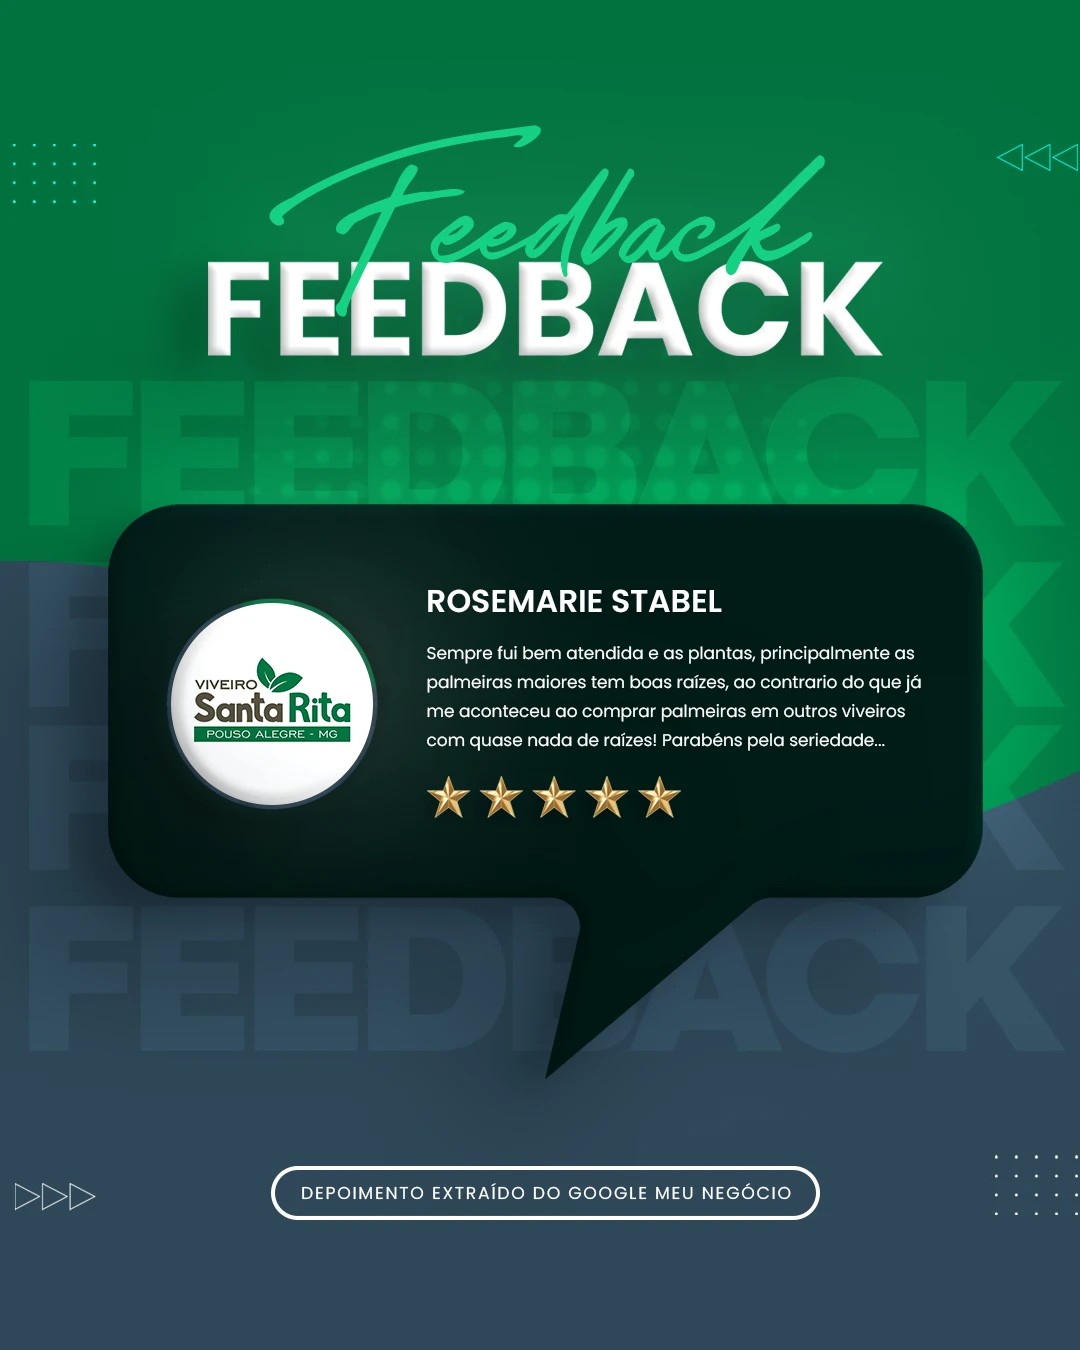 Feedback
FEEDBACK
FEEDBACK
ROSEMARIE STABEL
Sempre fui bem atendida e as plantas, principalmente as
palmeiras maiores tem boas raízes, ao contrario do que já
me aconteceu ao comprar palmeiras em outros viveiros
com quase nada de raízes! Parabéns pela seriedade...
VIVEIRO
Santa Rita
POUSO ALEGRE - MG
FEEDBACK
DEPOIMENTO EXTRAÍDO DO GOOGLE MEU NEGÓCIO